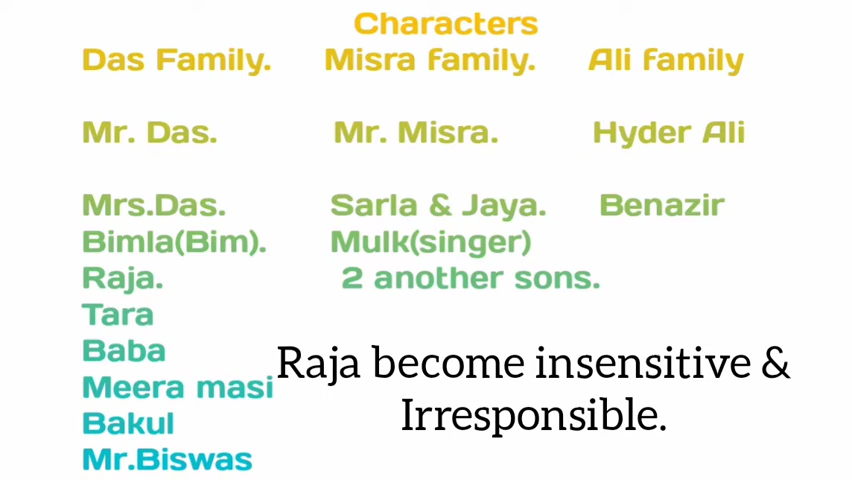 Characters
Das Family. Misra family. Ali family
Mr. Das. Mr. Misra. Hyder Ali
Mrs.Das. Sarla & Jaya. Benazir
Bimla(Bim). Mulk(singer)
Raja. 2 another sons.
Tara
Baba
Meera masi
Bakul
Mr.Biswas
Raja become insensitive &
Irresponsible.